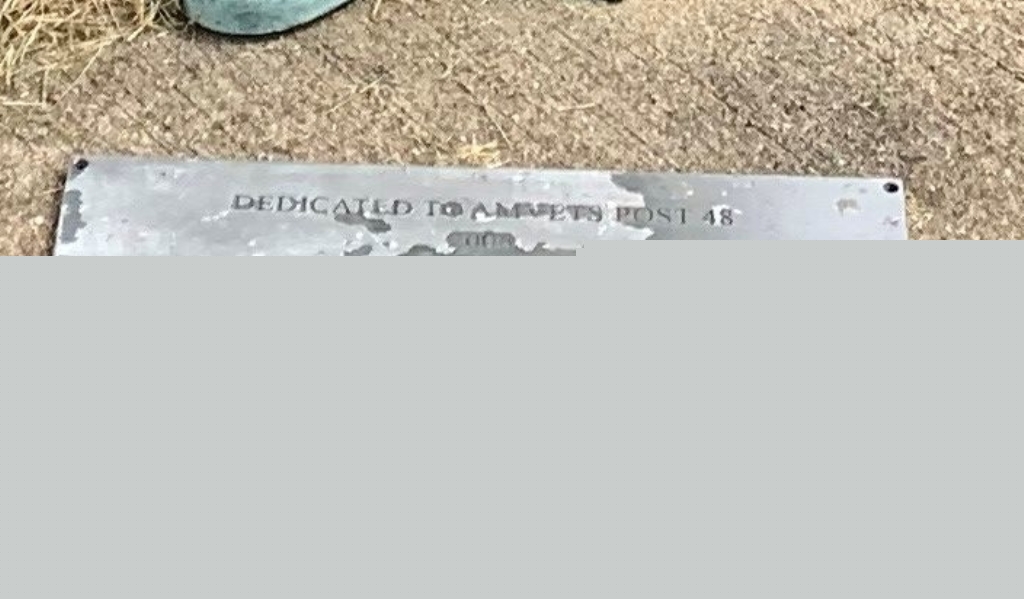 DEDICATED TO AMVETS POST 48